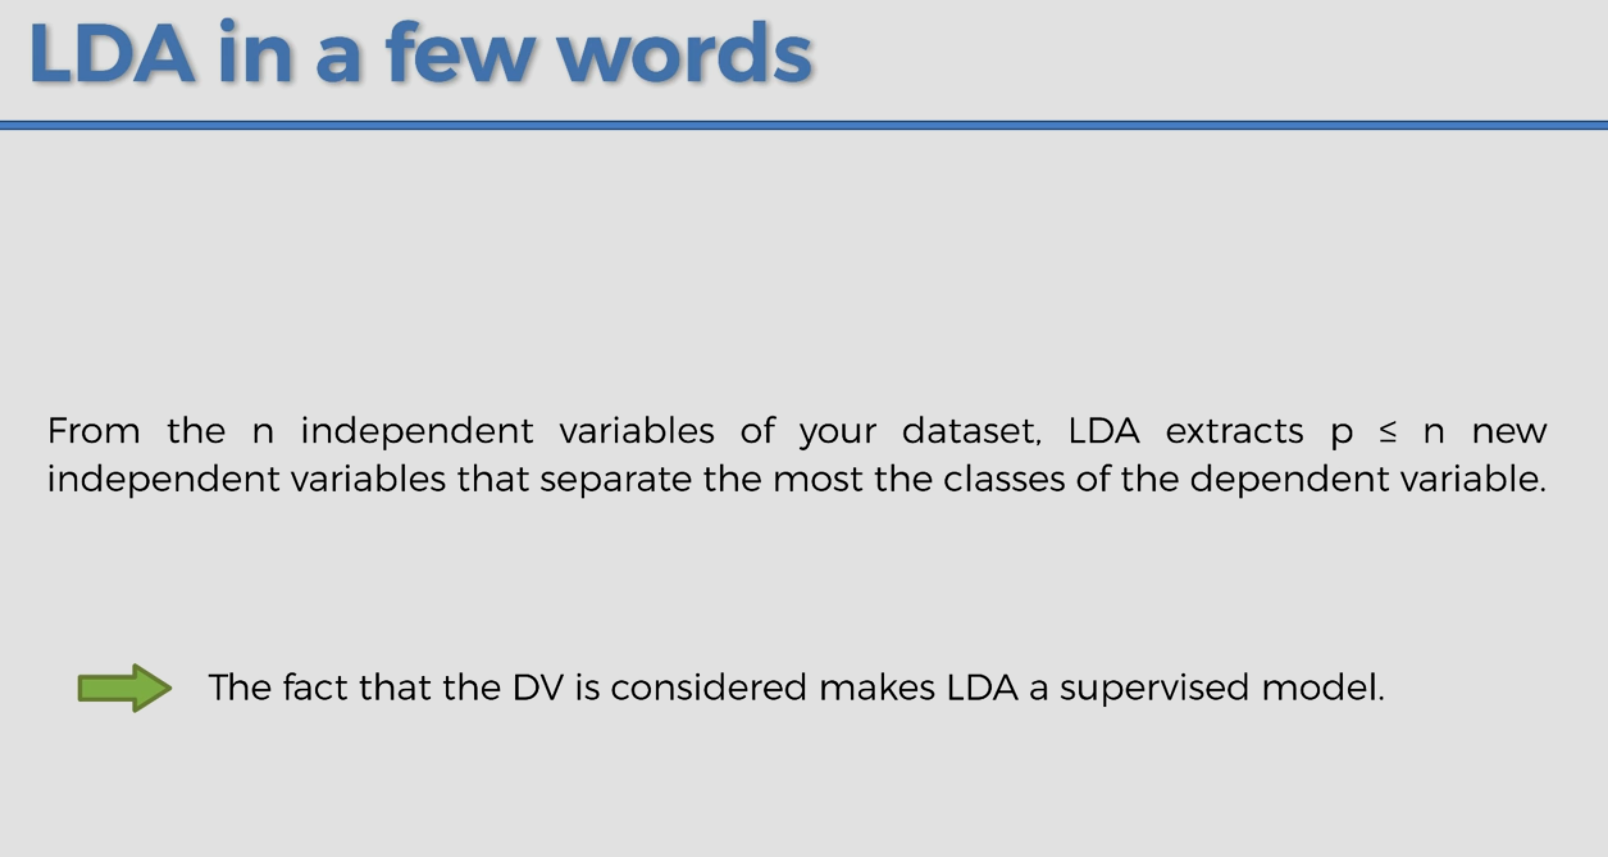 LDA in a few words
From the n independent variables of your dataset, LDA extracts p ≤ n new
independent variables that separate the most the classes of the dependent variable.
The fact that the DV is considered makes LDA a supervised model.